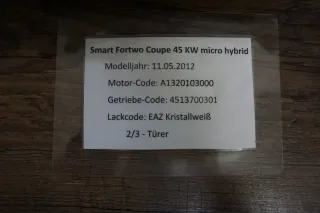 Smart Fortwo Coupe 45 KW micro hybrid
Modelljahr: 11.05.2012
Motor-Code: A1320103000
Getriebe-Code: 4513700301
Lackcode: EAZ Kristallweiß
2/3 - Türer